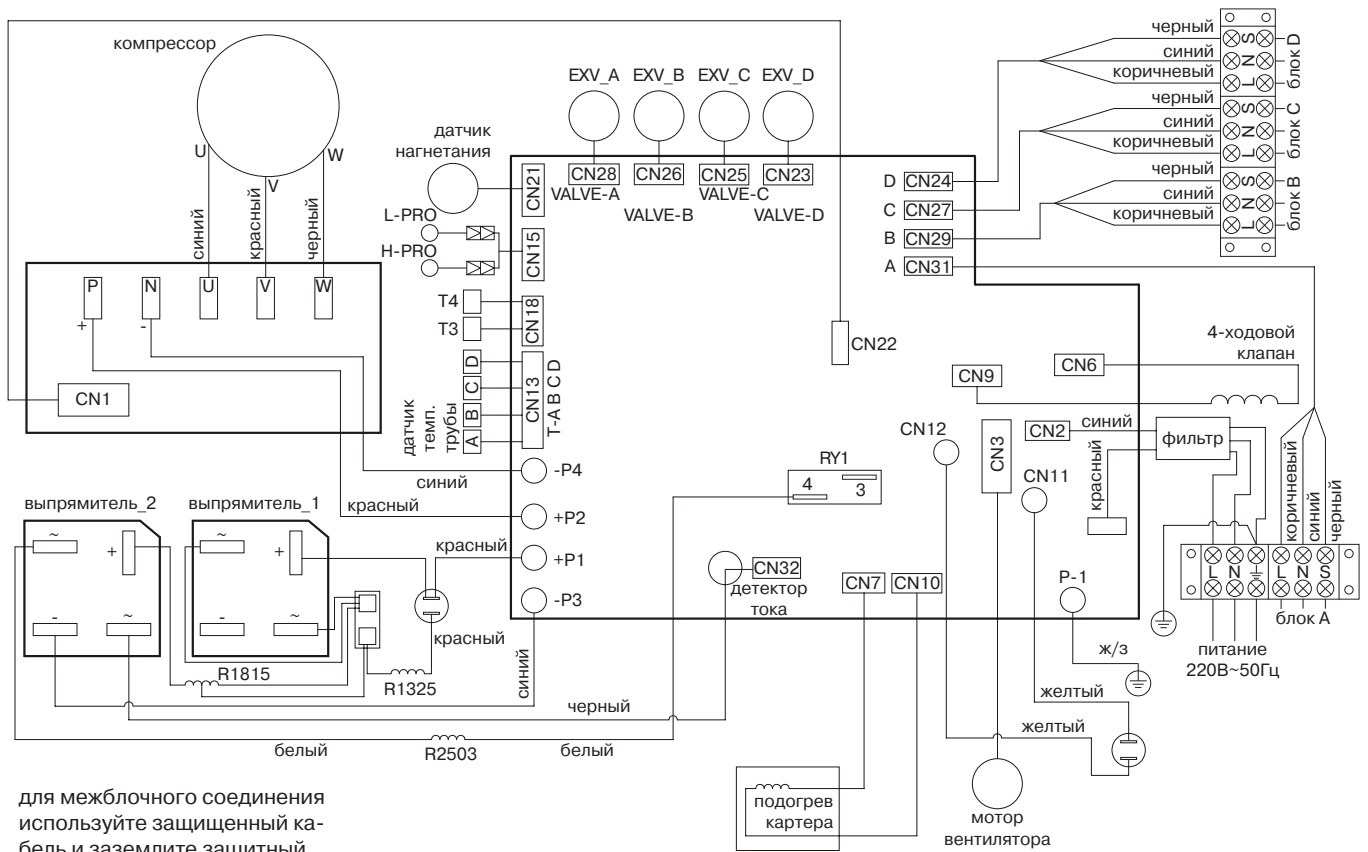 компрессор
U
V
W
синий
красный
черный
P
N
U
V
W
+
-
CN1
датчик
нагнетания
L-PRO
H-PRO
T4
T3
D
C
B
A
датчик
темп.
трубы
CN21
CN15
CN18
CN13
T-A B C D
EXV_A
EXV_B
EXV_C
EXV_D
CN28
CN26
CN25
CN23
VALVE-A
VALVE-B
VALVE-C
VALVE-D
D
CN24
C
CN27
B
CN29
A
CN31
черный
синий
коричневый
черный
синий
коричневый
черный
синий
коричневый
S
N
L
блок D
S
N
L
блок C
S
N
L
блок B
CN22
4-ходовой
клапан
CN6
CN9
CN2
синий
фильтр
красный
CN3
CN12
CN11
RY1
4
3
-P4
+P2
+P1
-P3
синий
красный
красный
красный
выпрямитель_2
выпрямитель_1
~
+
-
~
~
+
-
~
R1815
R1325
синий
черный
белый
R2503
белый
CN32
детектор
тока
CN7
CN10
P-1
ж/з
желтый
желтый
коричневый
синий
черный
L
N
L
N
S
блок A
питание
220В~50Гц
подогрев
картера
мотор
вентилятора
для межблочного соединения
используйте защищенный ка-
бель и заземлите защитный